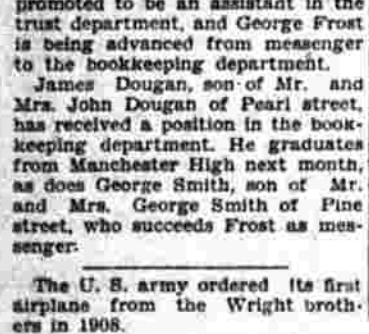 promoted to be an assistant in the
trust department, and George Frost
is being advanced from messenger
to the bookkeeping department.
James Dougan, son of Mr. and
Mrs. John Dougan of Pearl street,
has received a position in the book-
keeping department. He graduates
from Manchester High next month,
as does George Smith, son of Mr.
and Mrs. George Smith of Pine
street, who succeeds Frost as mes-
senger.
The U. S. army ordered its first
airplane from the Wright broth-
ers in 1908.